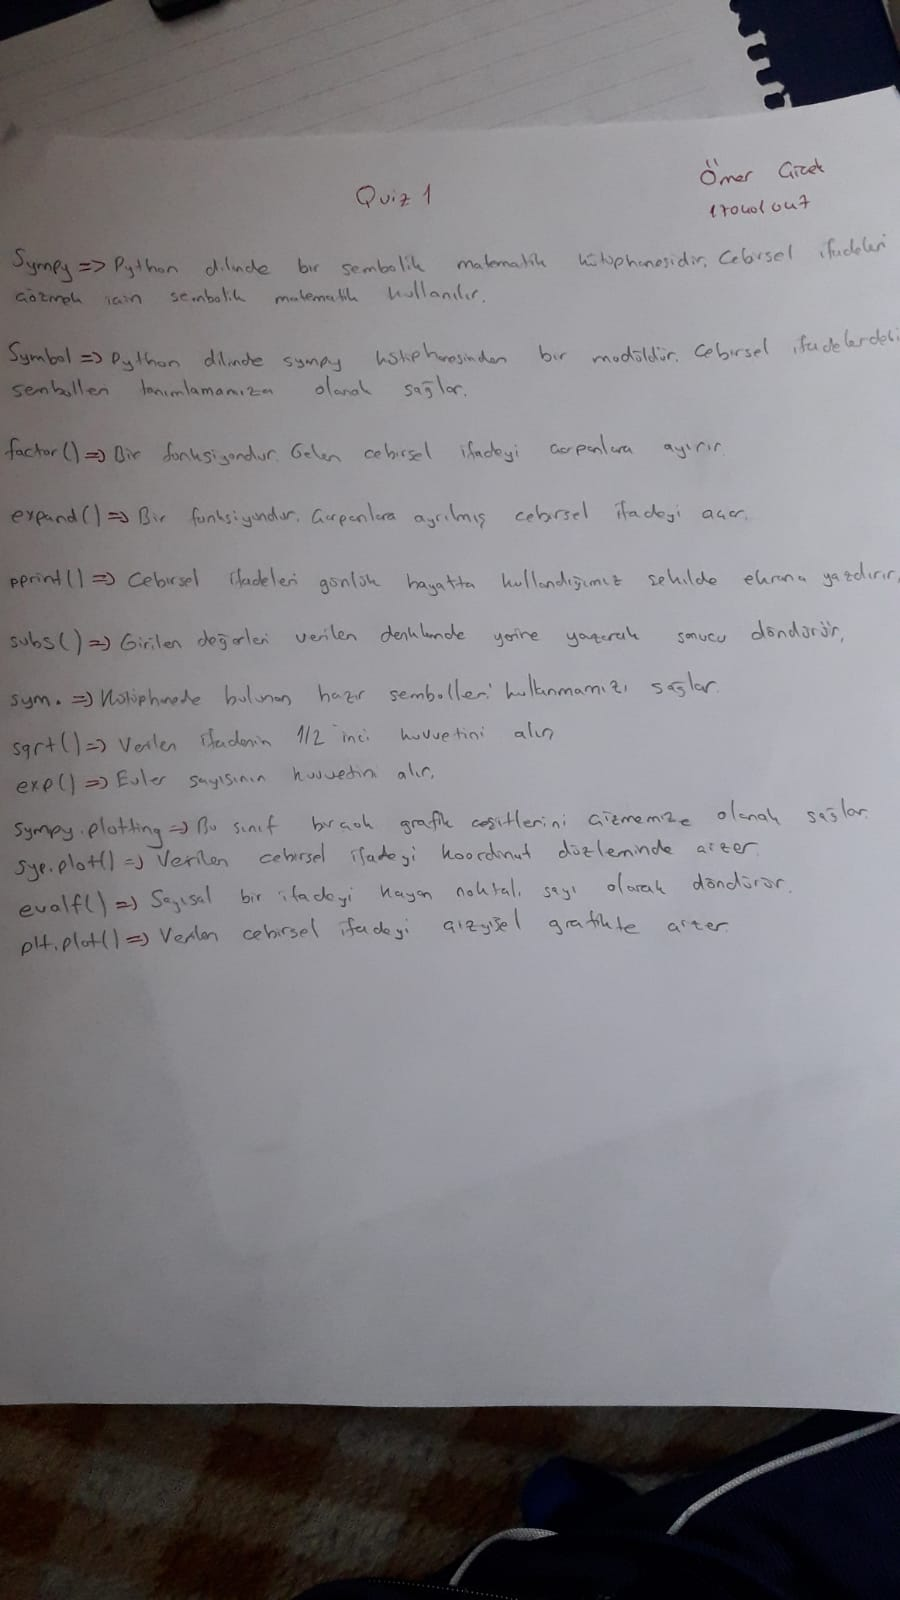 Quiz 1
Ömer Çiçek
Sympy => Python dilinde bir sembolik matematik kütüphanesidir. Cebirsel ifadeleri
çözmek için sembolik matematik kullanılır.
Symbol => Python dilinde sympy kütüphanesinden bir modüldür. Cebirsel ifadelerdeki
sembolleri tanımlamamıza olanak sağlar.
factor() => Bir fonksiyondur. Gelen cebirsel ifadeyi çarpanlara ayırır.
expand() => Bir fonksiyondur. Çarpanlara ayrılmış cebirsel ifadeyi açar.
pprint() => Cebirsel ifadeleri günlük hayatta kullandığımız şekilde ekrana yazdırır.
subs() => Girilen değerleri verilen denklemde yerine yazarak sonucu döndürür.
sym. => Kütüphanede bulunan hazır sembolleri kullanmamızı sağlar.
sqrt() => Verilen ifadenin 1/2 inci kuvvetini alır
exp() => Euler sayısının kuvvetini alır.
sympy.plotting => Bu sınıf birçok grafik çeşitlerini çizmemize olanak sağlar.
sye.plot() => Verilen cebirsel ifadeyi koordinat düzleminde çizer.
evalf() => Sayısal bir ifadeyi kayan noktalı sayı olarak döndürür.
plt.plot() => Verilen cebirsel ifadeyi çizgisel grafikte çizer.